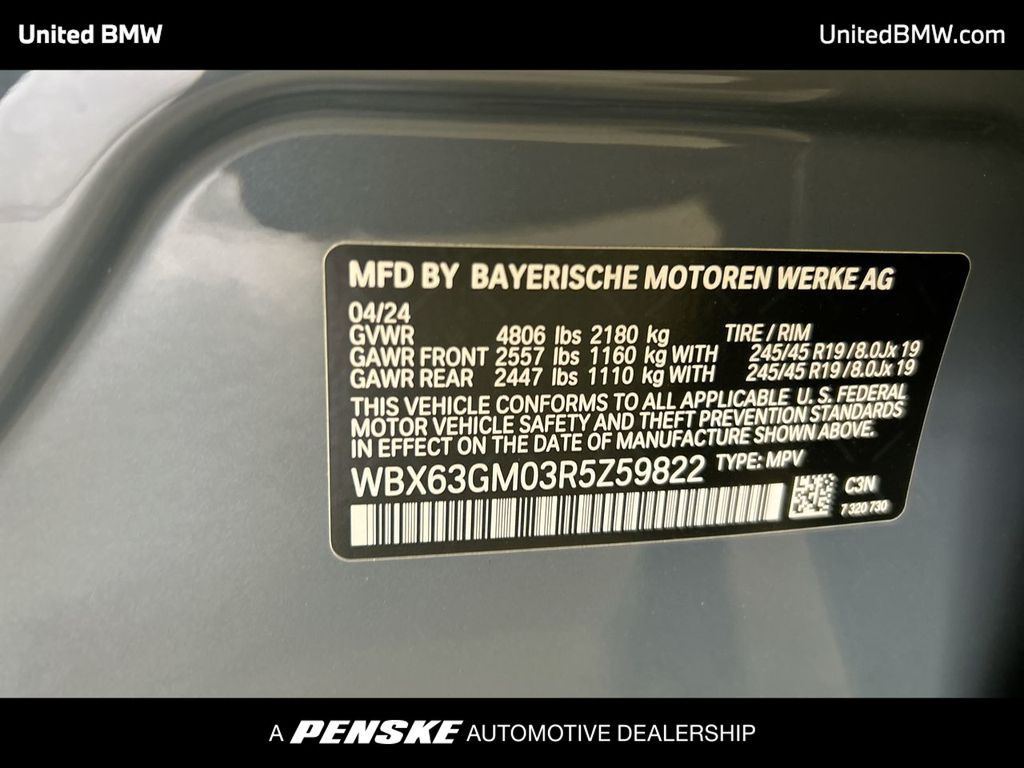 United BMW
UnitedBMW.com
MFD BY BAYERISCHE MOTOREN WERKE AG
04/24
GVWR 4806 lbs 2180 kg TIRE / RIM
GAWR FRONT 2557 lbs 1160 kg WITH 245/45 R19 /8.0Jx 19
GAWR REAR 2447 lbs 1110 kg WITH 245/45 R19 /8.0Jx 19
THIS VEHICLE CONFORMS TO ALL APPLICABLE U. S. FEDERAL
MOTOR VEHICLE SAFETY AND THEFT PREVENTION STANDARDS
IN EFFECT ON THE DATE OF MANUFACTURE SHOWN ABOVE.
WBX63GM03R5Z59822 TYPE: MPV
C3N
7 320 730
A PENSKE AUTOMOTIVE DEALERSHIP